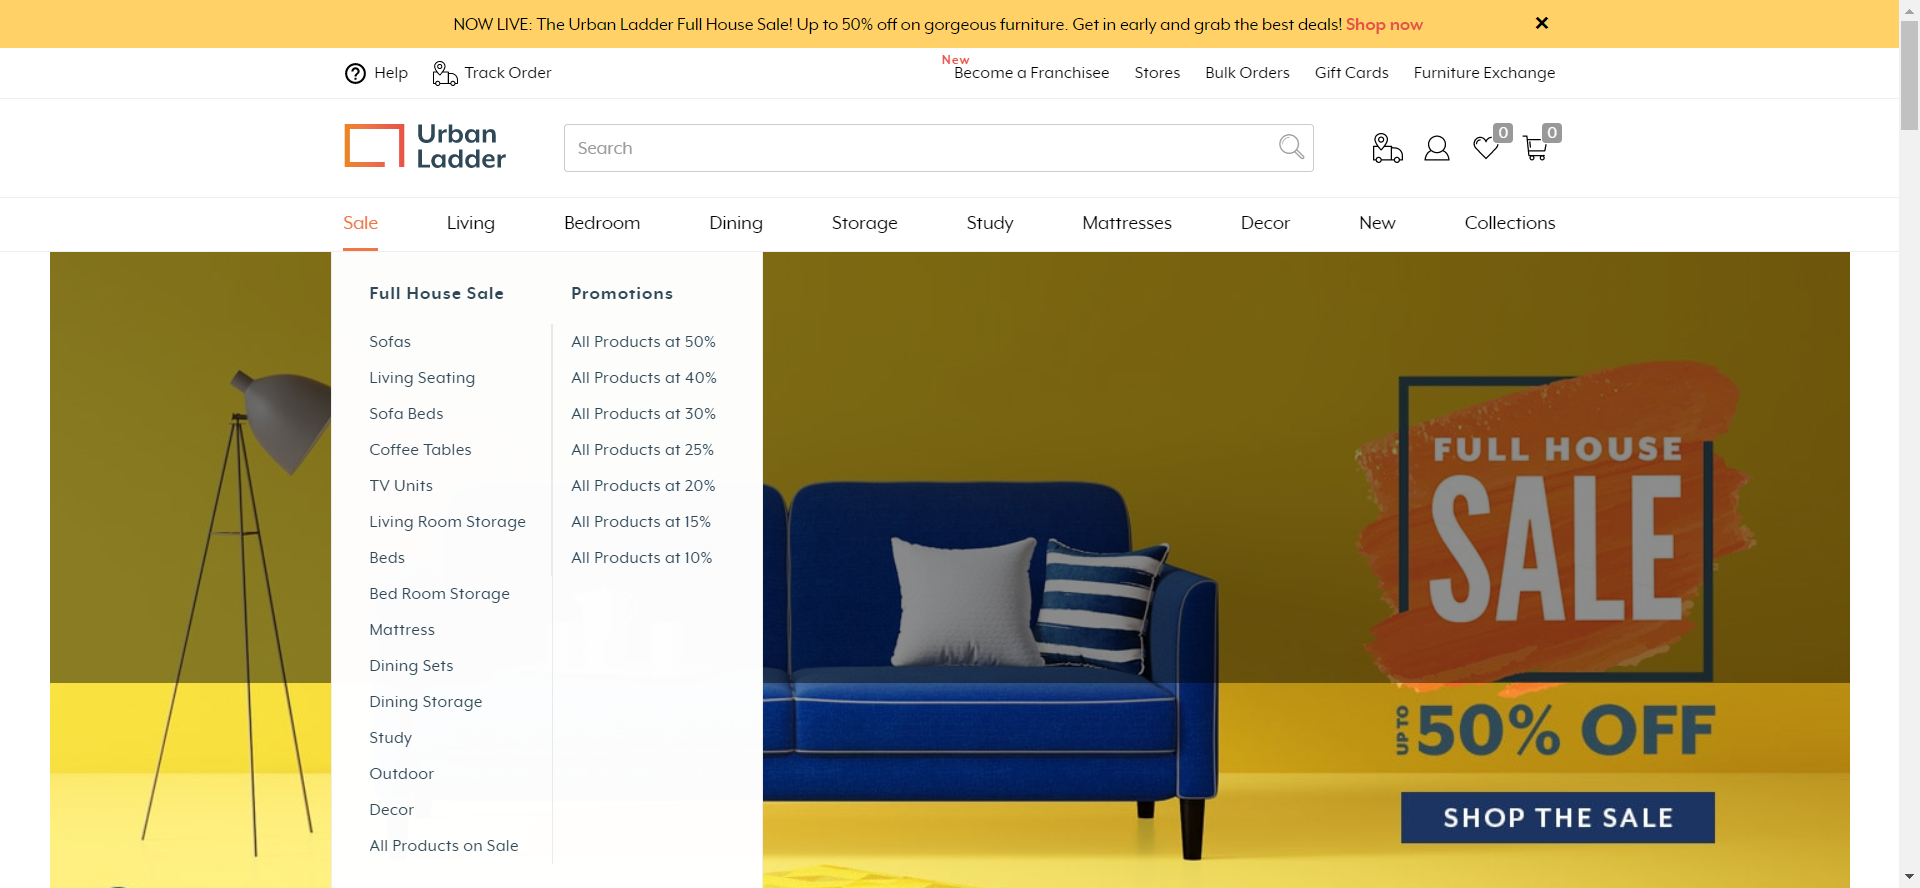 NOW LIVE: The Urban Ladder Full House Sale! Up to 50% off on gorgeous furniture. Get in early and grab the best deals! Shop now
Help
Track Order
New
Become a Franchisee
Stores
Bulk Orders
Gift Cards
Furniture Exchange
Urban
Ladder
Search
0
0
Sale
Living
Bedroom
Dining
Storage
Study
Mattresses
Decor
New
Collections
Full House Sale
Sofas
Living Seating
Sofa Beds
Coffee Tables
TV Units
Living Room Storage
Beds
Bed Room Storage
Mattress
Dining Sets
Dining Storage
Study
Outdoor
Decor
All Products on Sale
Promotions
All Products at 50%
All Products at 40%
All Products at 30%
All Products at 25%
All Products at 20%
All Products at 15%
All Products at 10%
FULL HOUSE
SALE
UP TO
50% OFF
SHOP THE SALE